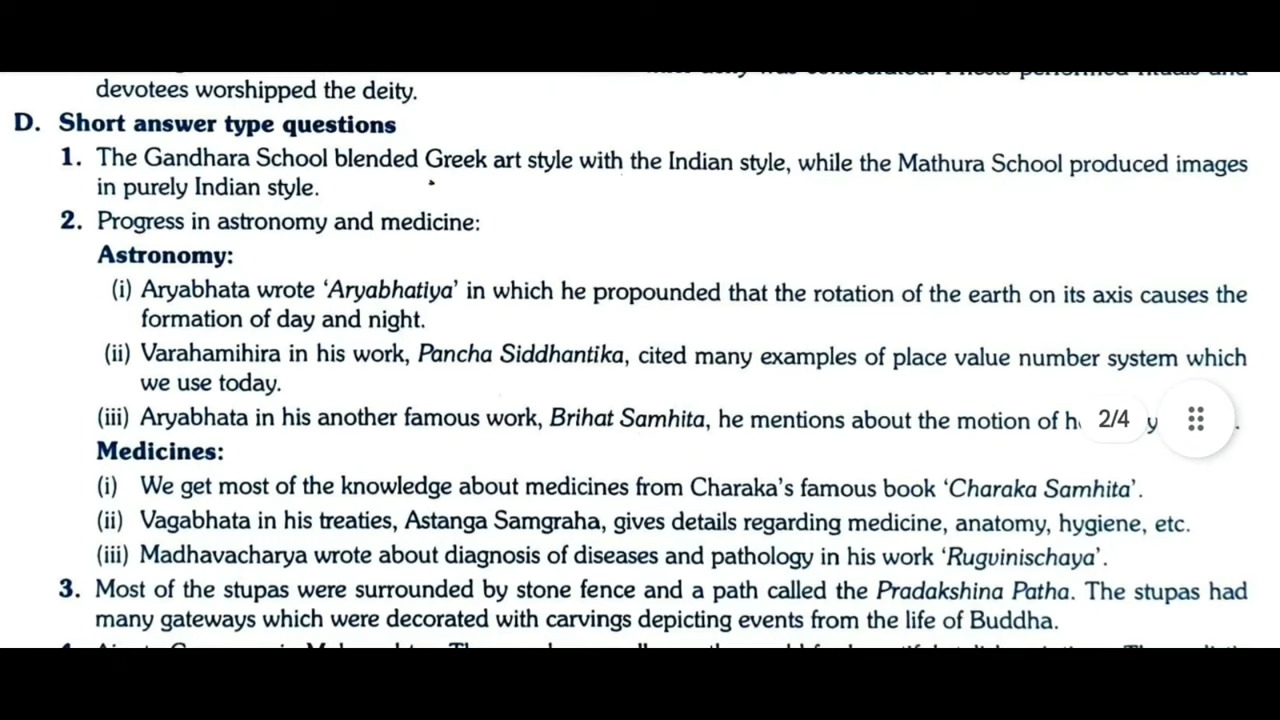 devotees worshipped the deity.
D. Short answer type questions
1. The Gandhara School blended Greek art style with the Indian style, while the Mathura School produced images
in purely Indian style.
2. Progress in astronomy and medicine:
Astronomy:
(i) Aryabhata wrote ‘Aryabhatiya’ in which he propounded that the rotation of the earth on its axis causes the
formation of day and night.
(ii) Varahamihira in his work, Pancha Siddhantika, cited many examples of place value number system which
we use today.
(iii) Aryabhata in his another famous work, Brihat Samhita, he mentions about the motion of 2/4
Medicines:
(i) We get most of the knowledge about medicines from Charaka’s famous book ‘Charaka Samhita’.
(ii) Vagabhata in his treaties, Astanga Samgraha, gives details regarding medicine, anatomy, hygiene, etc.
(iii) Madhavacharya wrote about diagnosis of diseases and pathology in his work ‘Rugvinischaya’.
3. Most of the stupas were surrounded by stone fence and a path called the Pradakshina Patha. The stupas had
many gateways which were decorated with carvings depicting events from the life of Buddha.